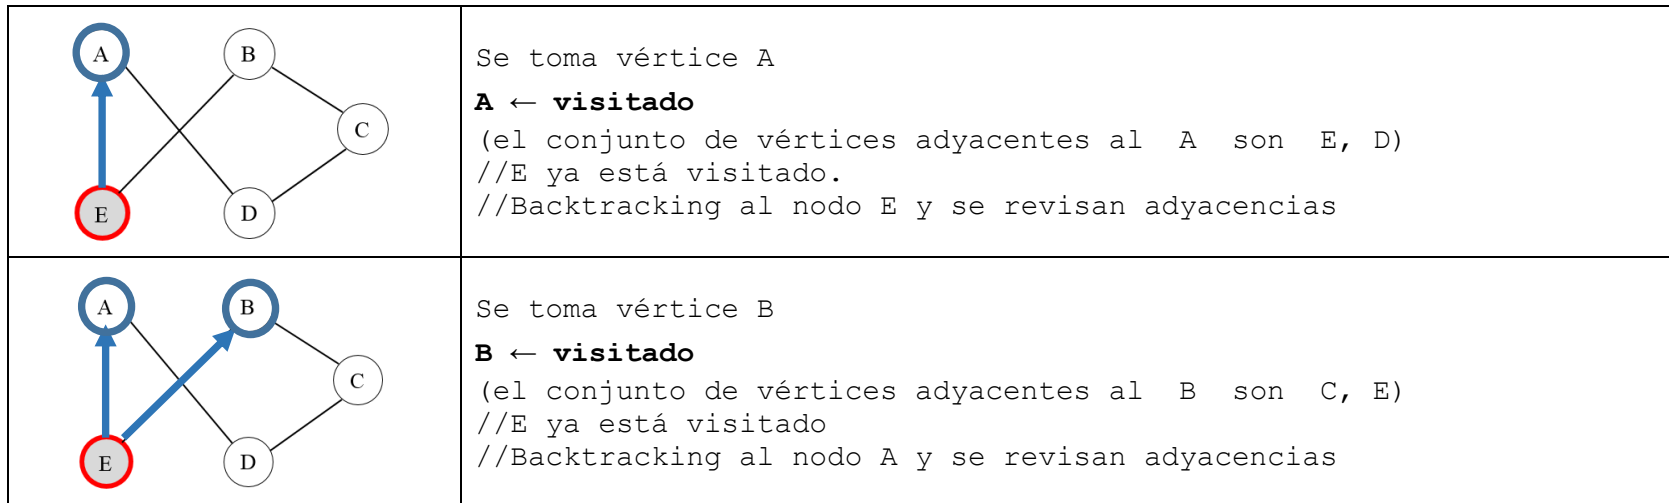 A
B
C
E
D
Se toma vértice A
A ← visitado
(el conjunto de vértices adyacentes al A son E, D)
//E ya está visitado.
//Backtracking al nodo E y se revisan adyacencias
A
B
C
E
D
Se toma vértice B
B ← visitado
(el conjunto de vértices adyacentes al B son C, E)
//E ya está visitado
//Backtracking al nodo A y se revisan adyacencias